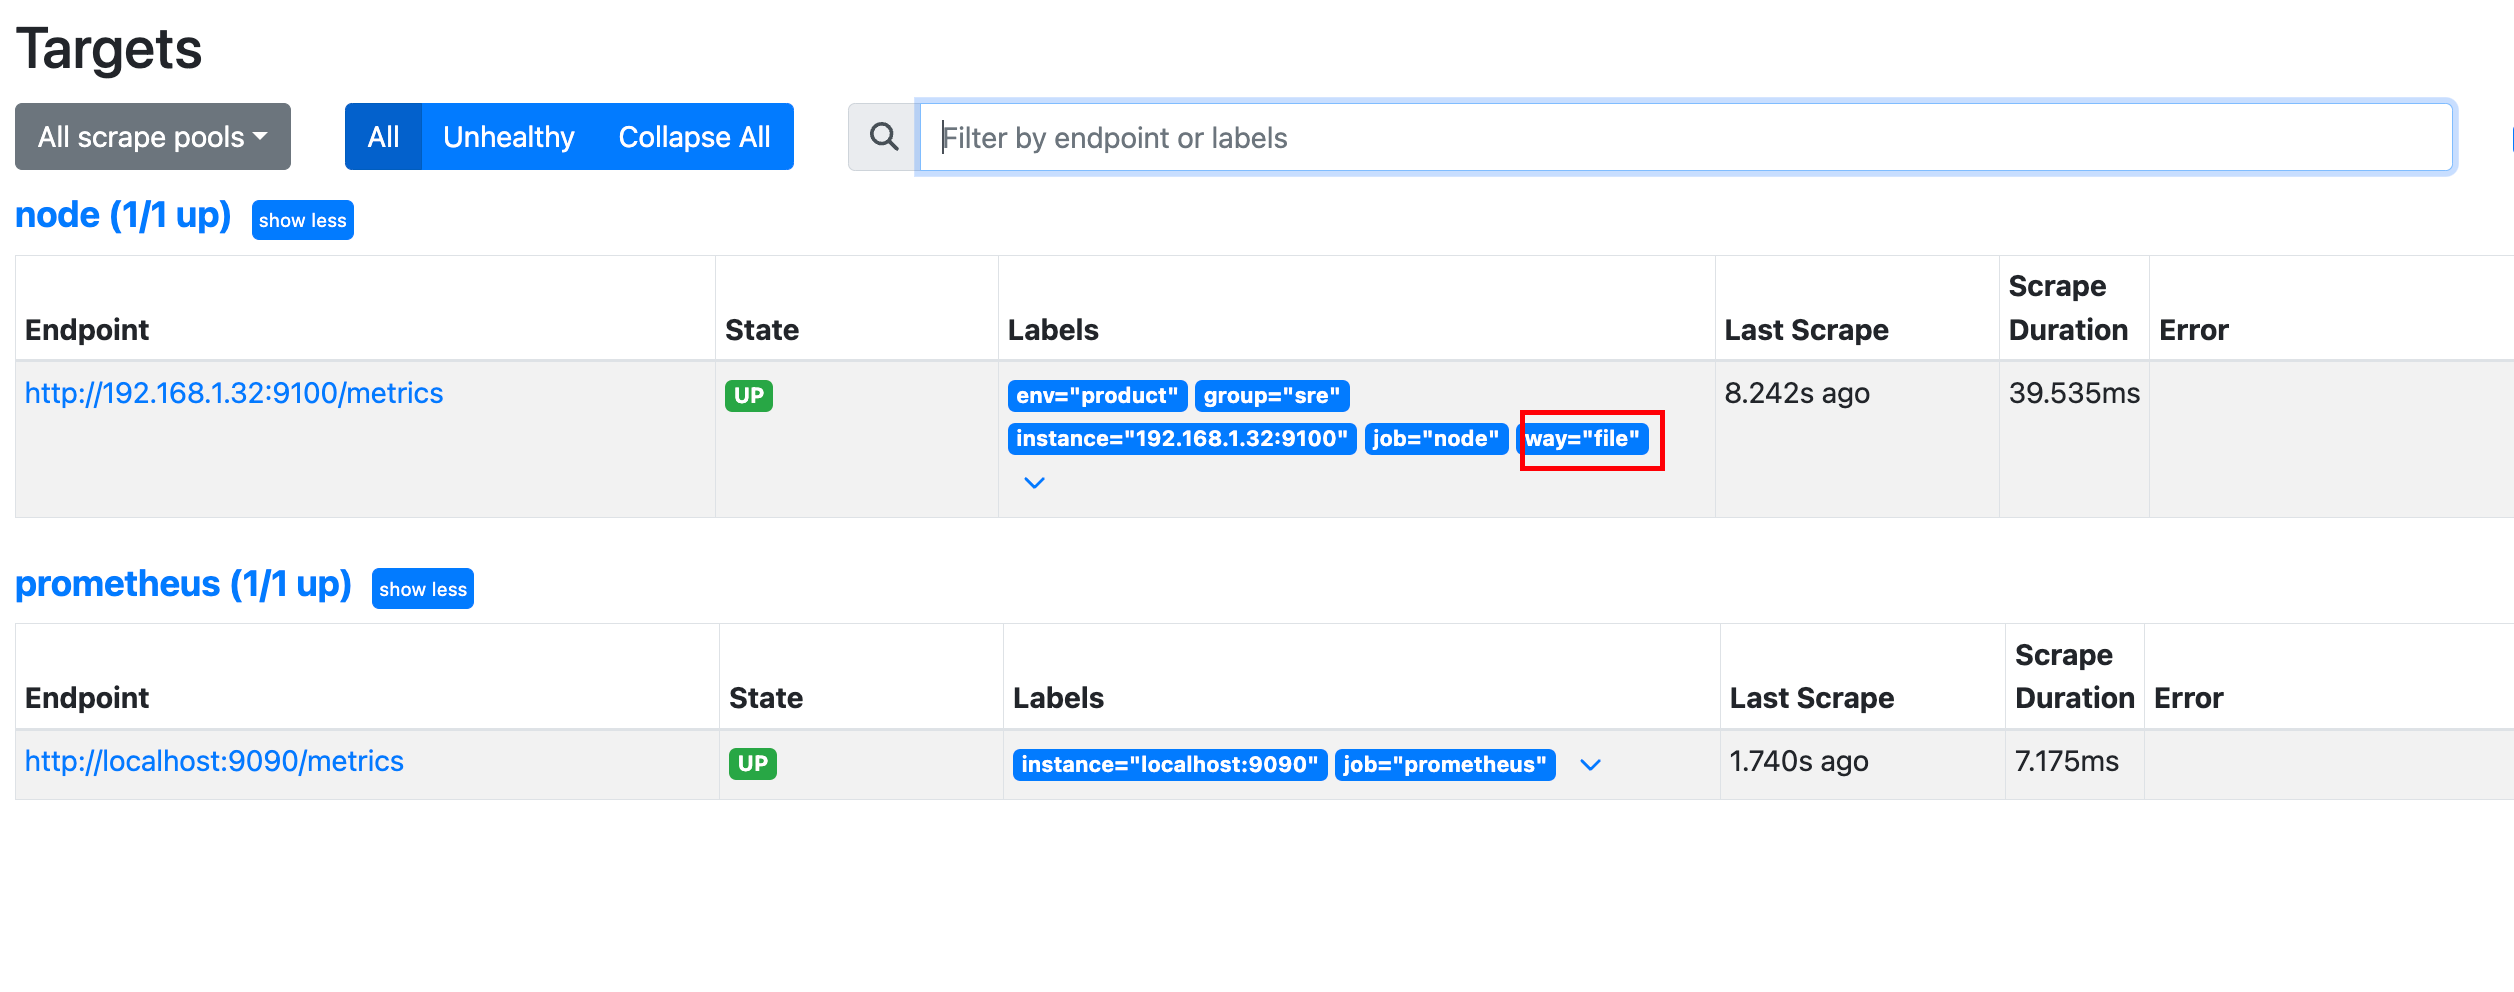 Targets
All scrape pools All Unhealthy Collapse All Filter by endpoint or labels
node (1/1 up) show less
Endpoint State Labels Last Scrape Scrape Duration Error
http://192.168.1.32:9100/metrics UP env="product" group="sre" 8.242s ago 39.535ms
instance="192.168.1.32:9100" job="node" way="file"
prometheus (1/1 up) show less
Endpoint State Labels Last Scrape Scrape Duration Error
http://localhost:9090/metrics UP instance="localhost:9090" job="prometheus" 1.740s ago 7.175ms